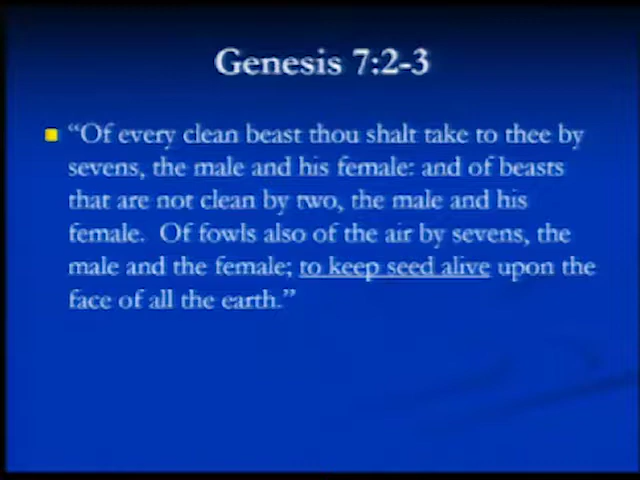 Genesis 7:2-3
“Of every clean beast thou shalt take to thee by
sevens, the male and his female: and of beasts
that are not clean by two, the male and his
female.  Of fowls also of the air by sevens, the
male and the female; to keep seed alive upon the
face of all the earth.”